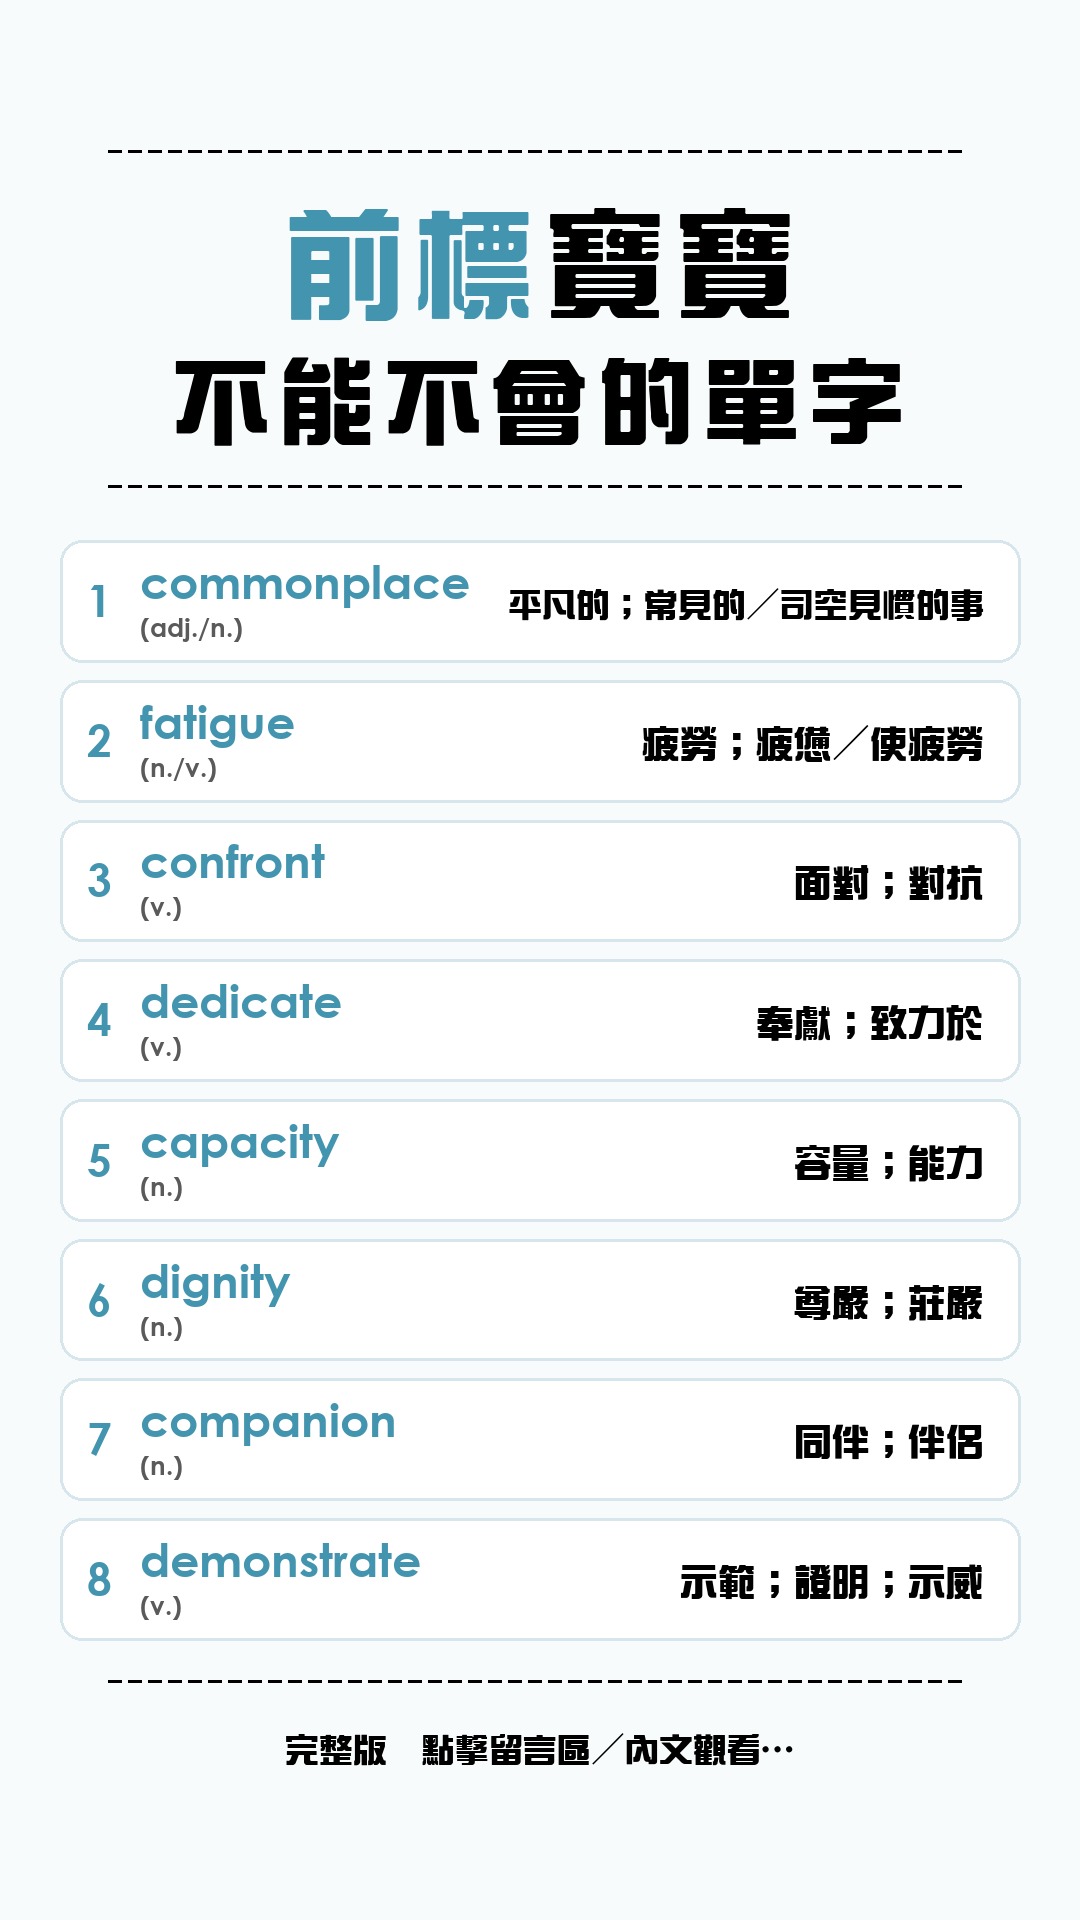 前標寶寶
不能不會的單字
1 commonplace (adj./n.) 平凡的；常見的／司空見慣的事
2 fatigue (n./v.) 疲勞；疲憊／使疲勞
3 confront (v.) 面對；對抗
4 dedicate (v.) 奉獻；致力於
5 capacity (n.) 容量；能力
6 dignity (n.) 尊嚴；莊嚴
7 companion (n.) 同伴；伴侶
8 demonstrate (v.) 示範；證明；示威
完整版　點擊留言區／內文觀看…